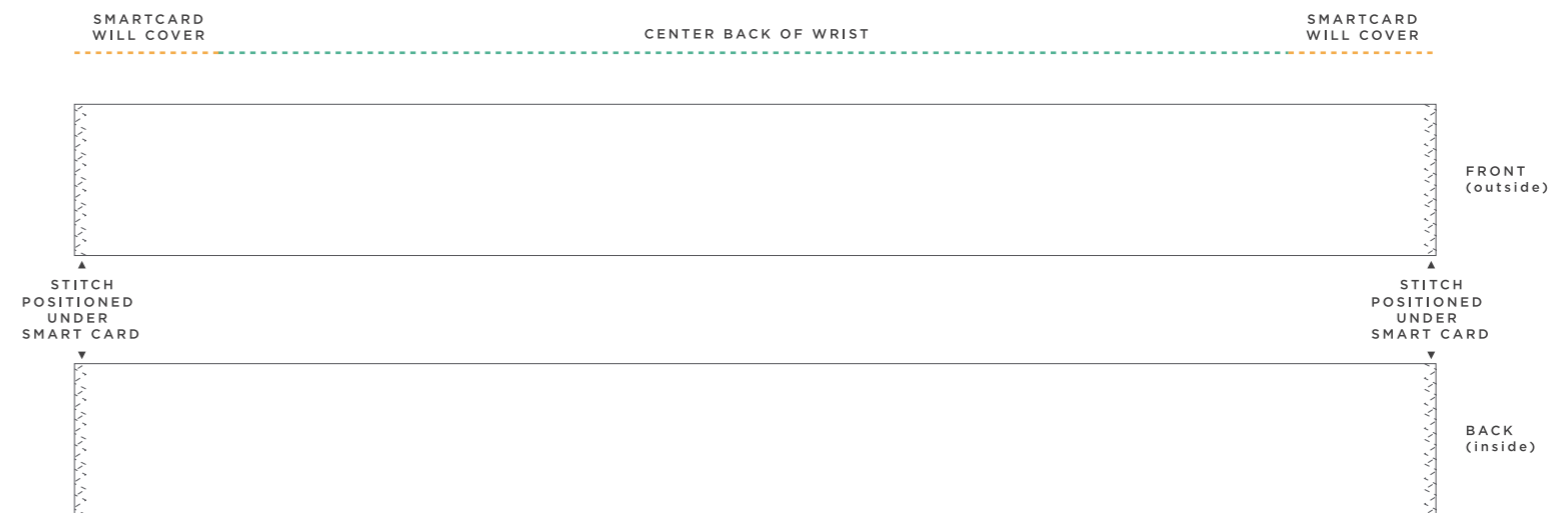 SMARTCARD
WILL COVER
CENTER BACK OF WRIST
SMARTCARD
WILL COVER
FRONT
(outside)
STITCH
POSITIONED
UNDER
SMART CARD
STITCH
POSITIONED
UNDER
SMART CARD
BACK
(inside)